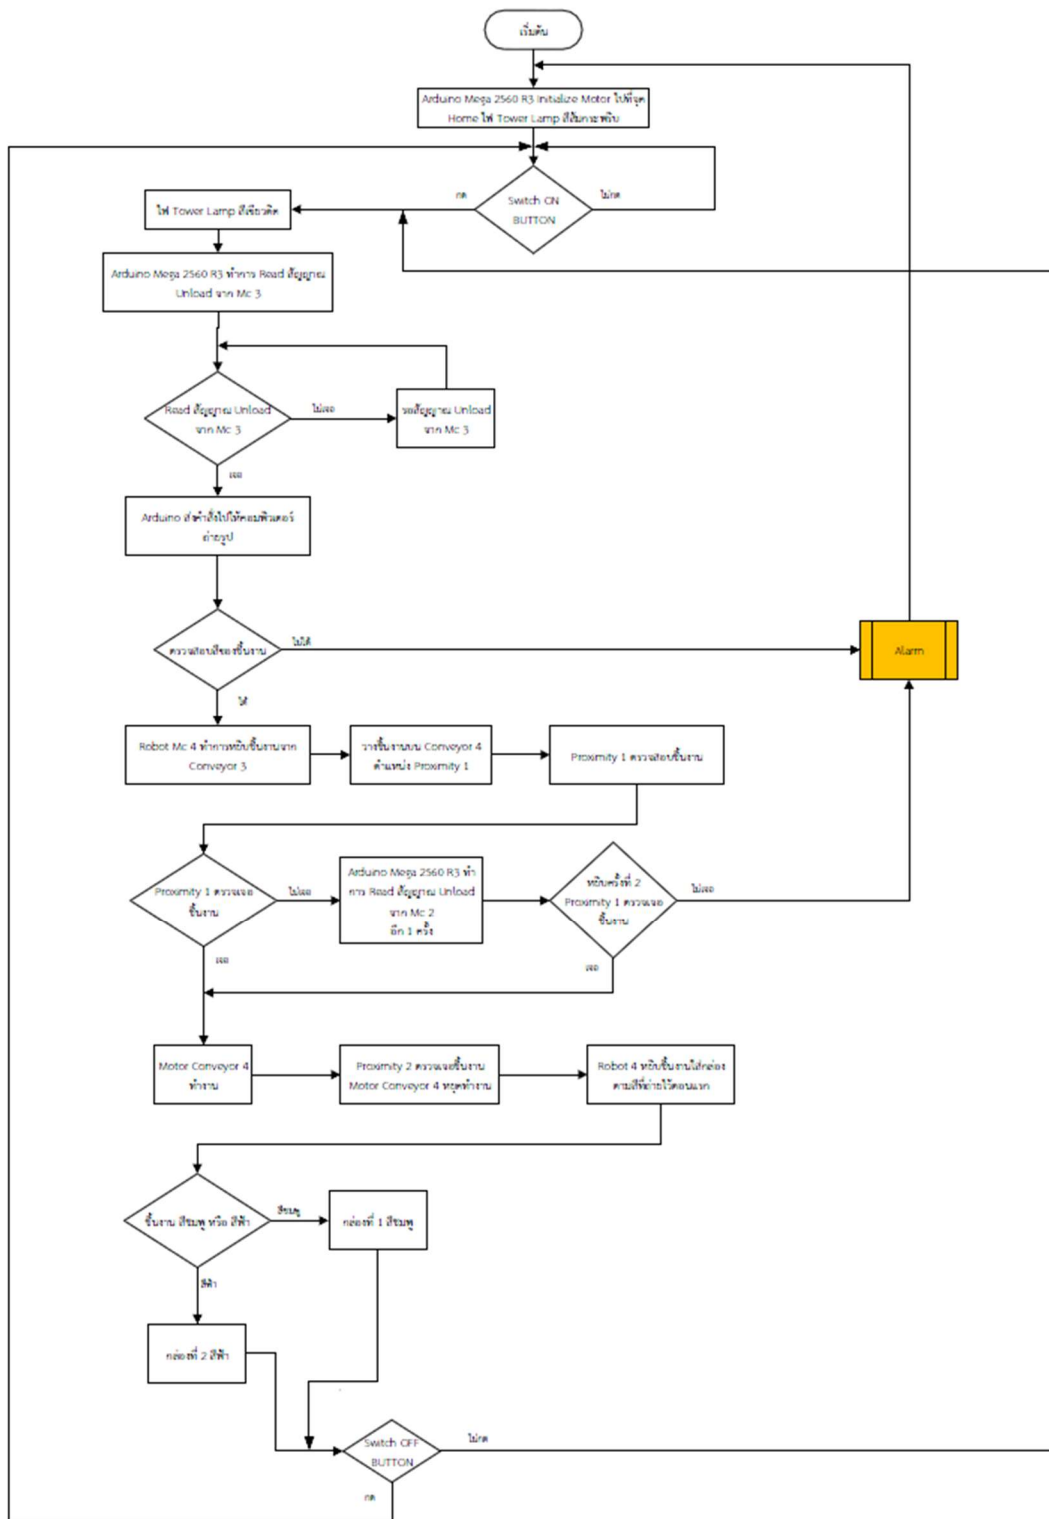 เริ่มต้น
Arduino Mega 2560 R3 Initialize Motor ไปที่จุด
Home ไฟ Tower Lamp สีส้มกระพริบ
Switch ON
BUTTON
กด
ไม่กด
ไฟ Tower Lamp สีเขียวติด
Arduino Mega 2560 R3 ทำการ Read สัญญาณ
Unload จาก Mc 3
Read สัญญาณ Unload
จาก Mc 3
ไม่เจอ
รอสัญญาณ Unload
จาก Mc 3
เจอ
Arduino ส่งคำสั่งไปให้คอมพิวเตอร์
ถ่ายรูป
ตรวจสอบสีของชิ้นงาน
ไม่ได้
Alarm
ได้
Robot Mc 4 ทำการหยิบชิ้นงานจาก
Conveyor 3
วางชิ้นงานบน Conveyor 4
ตำแหน่ง Proximity 1
Proximity 1 ตรวจสอบชิ้นงาน
Proximity 1 ตรวจเจอ
ชิ้นงาน
ไม่เจอ
Arduino Mega 2560 R3 ทำ
การ Read สัญญาณ Unload
จาก Mc 2
อีก 1 ครั้ง
หยิบครั้งที่ 2
Proximity 1 ตรวจเจอ
ชิ้นงาน
ไม่เจอ
เจอ
เจอ
Motor Conveyor 4
ทำงาน
Proximity 2 ตรวจเจอชิ้นงาน
Motor Conveyor 4 หยุดทำงาน
Robot 4 หยิบชิ้นงานใส่กล่อง
ตามสีที่ถ่ายไว้ตอนแรก
ชิ้นงาน สีชมพู หรือ สีฟ้า
สีชมพู
กล่องที่ 1 สีชมพู
สีฟ้า
กล่องที่ 2 สีฟ้า
Switch OFF
BUTTON
ไม่กด
กด